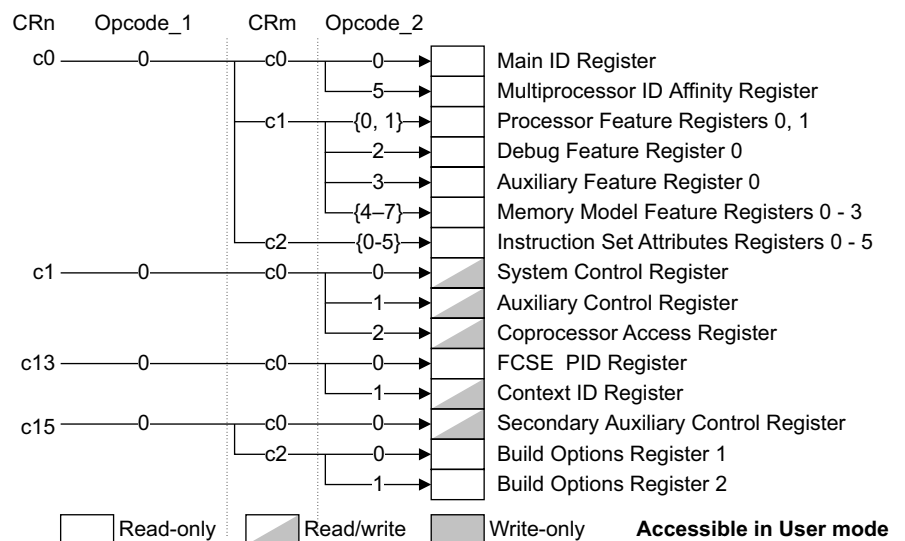 CRn Opcode_1 CRm Opcode_2
c0 0 c0 0 Main ID Register
5 Multiprocessor ID Affinity Register
c1 {0, 1} Processor Feature Registers 0, 1
2 Debug Feature Register 0
3 Auxiliary Feature Register 0
{4–7} Memory Model Feature Registers 0 - 3
c2 {0-5} Instruction Set Attributes Registers 0 - 5
c1 0 c0 0 System Control Register
1 Auxiliary Control Register
2 Coprocessor Access Register
c13 0 c0 0 FCSE PID Register
1 Context ID Register
c15 0 c0 0 Secondary Auxiliary Control Register
c2 0 Build Options Register 1
1 Build Options Register 2
Read-only Read/write Write-only Accessible in User mode